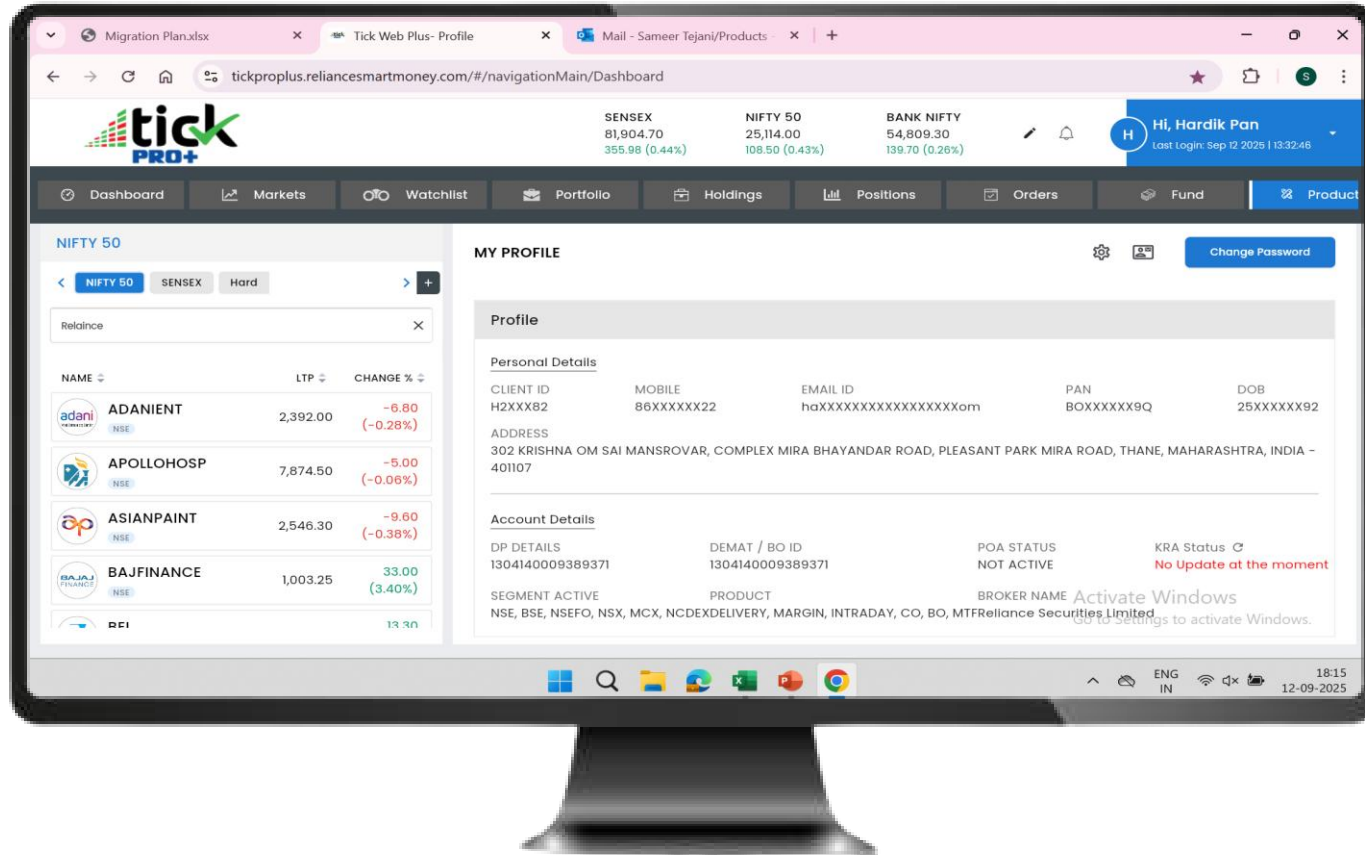 Migration Plan.xlsx
Tick Web Plus- Profile
Mail - Sameer Tejani/Products -
tickproplus.reliancesmartmoney.com/#/navigationMain/Dashboard
S
tick
PRO+
SENSEX
81,904.70
355.98 (0.44%)
NIFTY 50
25,114.00
108.50 (0.43%)
BANK NIFTY
54,809.30
139.70 (0.26%)
H
Hi, Hardik Pan
Last Login: Sep 12 2025 | 13:32:46
Dashboard Markets Watchlist Portfolio Holdings Positions Orders Fund Product
NIFTY 50
NIFTY 50 SENSEX Hard +
Relaince
NAME LTP CHANGE %
adani
ADANIENT
NSE
2,392.00
-6.80
(-0.28%)
APOLLOHOSP
NSE
7,874.50
-5.00
(-0.06%)
ap
ASIANPAINT
NSE
2,546.30
-9.60
(-0.38%)
BAJAJ
FINANCE
BAJFINANCE
NSE
1,003.25
33.00
(3.40%)
BEL
13.30
MY PROFILE
Change Password
Profile
Personal Details
CLIENT ID MOBILE EMAIL ID PAN DOB
H2XXX82 86XXXXXX22 haXXXXXXXXXXXXXXXXXom BOXXXXXX9Q 25XXXXXX92
ADDRESS
302 KRISHNA OM SAI MANSROVAR, COMPLEX MIRA BHAYANDAR ROAD, PLEASANT PARK MIRA ROAD, THANE, MAHARASHTRA, INDIA -
401107
Account Details
DP DETAILS DEMAT / BO ID POA STATUS KRA Status
1304140009389371 1304140009389371 NOT ACTIVE No Update at the moment
SEGMENT ACTIVE PRODUCT BROKER NAME
NSE, BSE, NSEFO, NSX, MCX, NCDEXDELIVERY, MARGIN, INTRADAY, CO, BO, MTFReliance Securities Limited
Activate Windows
Go to Settings to activate Windows.
ENG
IN
18:15
12-09-2025